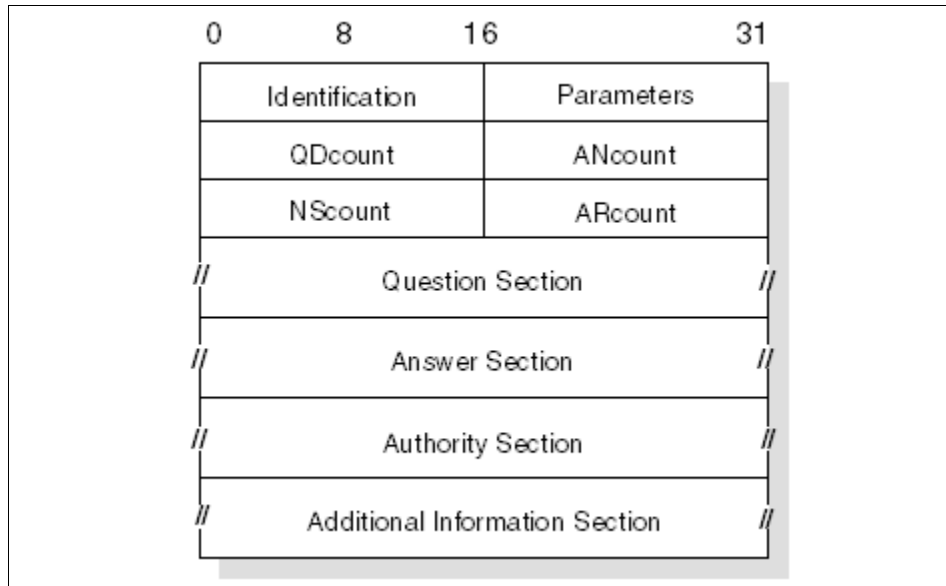 0 8 16 31
Identification Parameters
QDcount ANcount
NScount ARcount
// Question Section //
// Answer Section //
// Authority Section //
// Additional Information Section //